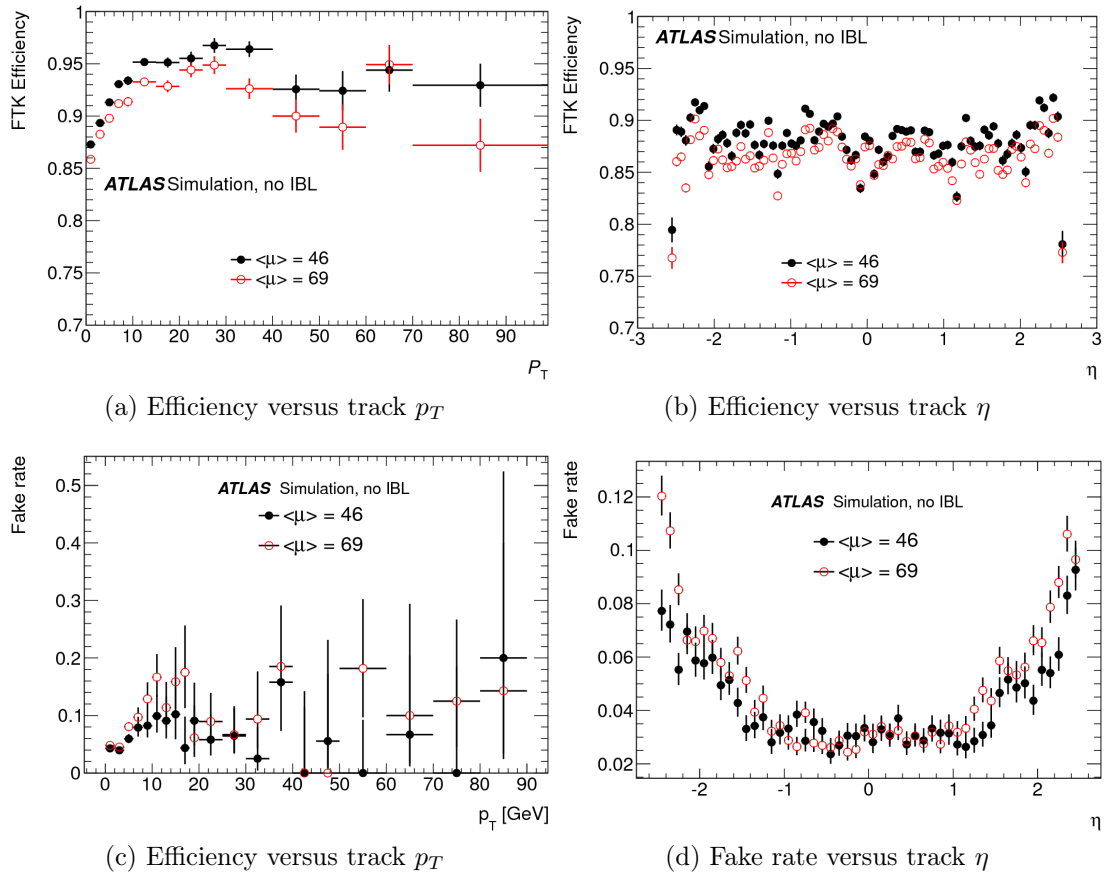 1
0.95
0.9
0.85
0.8
0.75
0.7
FTK Efficiency
ATLAS Simulation, no IBL
<μ> = 46
<μ> = 69
0 10 20 30 40 50 60 70 80 90
P_T
(a) Efficiency versus track p_T
1
0.95
0.9
0.85
0.8
0.75
0.7
FTK Efficiency
ATLAS Simulation, no IBL
<μ> = 46
<μ> = 69
-3 -2 -1 0 1 2 3
η
(b) Efficiency versus track η
0.5
0.4
0.3
0.2
0.1
0
Fake rate
ATLAS Simulation, no IBL
<μ> = 46
<μ> = 69
0 10 20 30 40 50 60 70 80 90
p_T [GeV]
(c) Efficiency versus track p_T
0.12
0.1
0.08
0.06
0.04
0.02
Fake rate
ATLAS Simulation, no IBL
<μ> = 46
<μ> = 69
-2 -1 0 1 2
η
(d) Fake rate versus track η